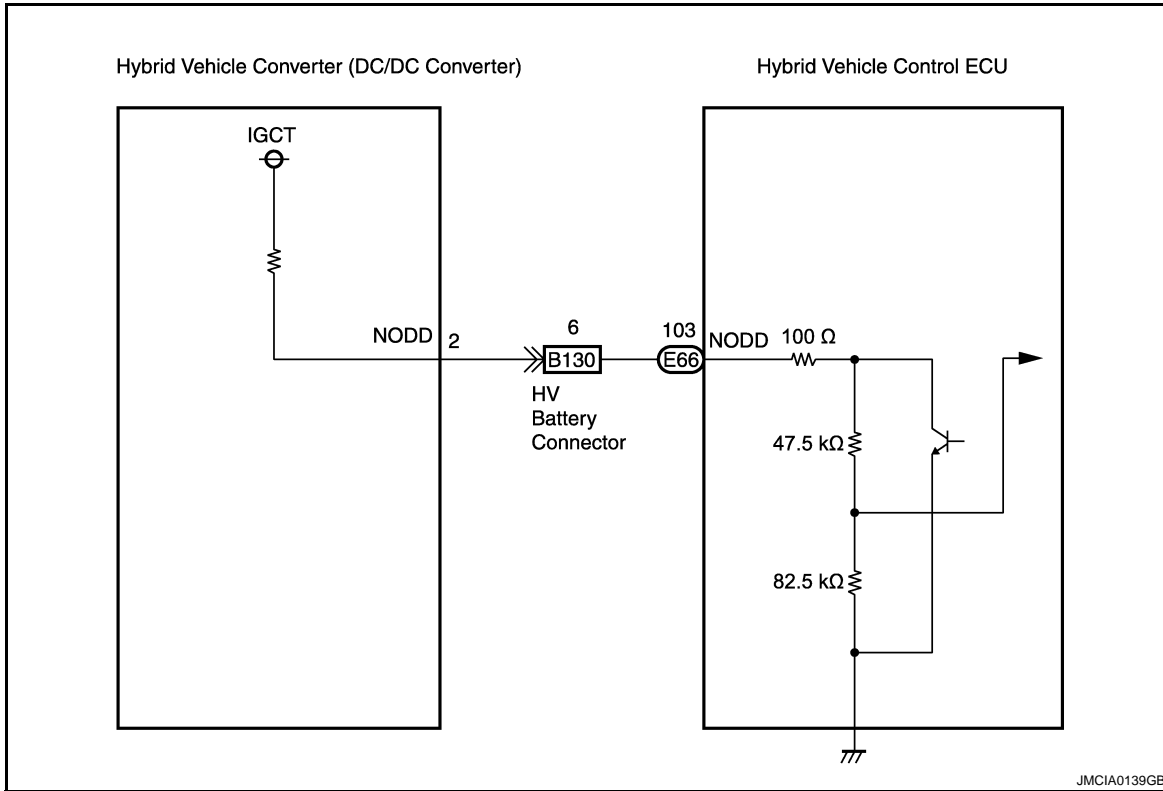 Hybrid Vehicle Converter (DC/DC Converter)
Hybrid Vehicle Control ECU
IGCT
NODD
2
6
B130
HV
Battery
Connector
103
E66
NODD
100 Ω
47.5 kΩ
82.5 kΩ
JMCIA0139GB